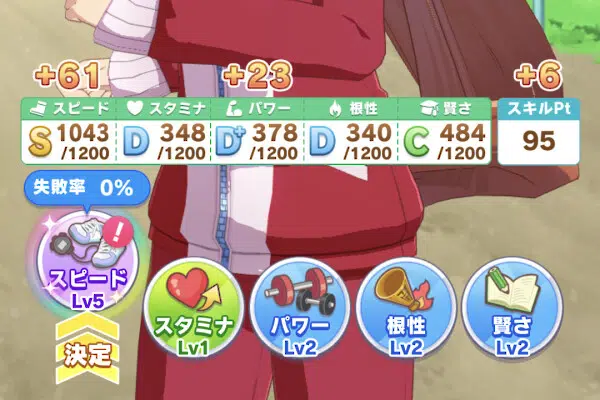 +61 +23 +6
スピード スタミナ パワー 根性 賢さ スキルPt
S 1043 D 348 D+ 378 D 340 C 484 95
/1200 /1200 /1200 /1200 /1200
失敗率 0%
!
スピード スタミナ パワー 根性 賢さ
Lv5 Lv1 Lv2 Lv2 Lv2
決定